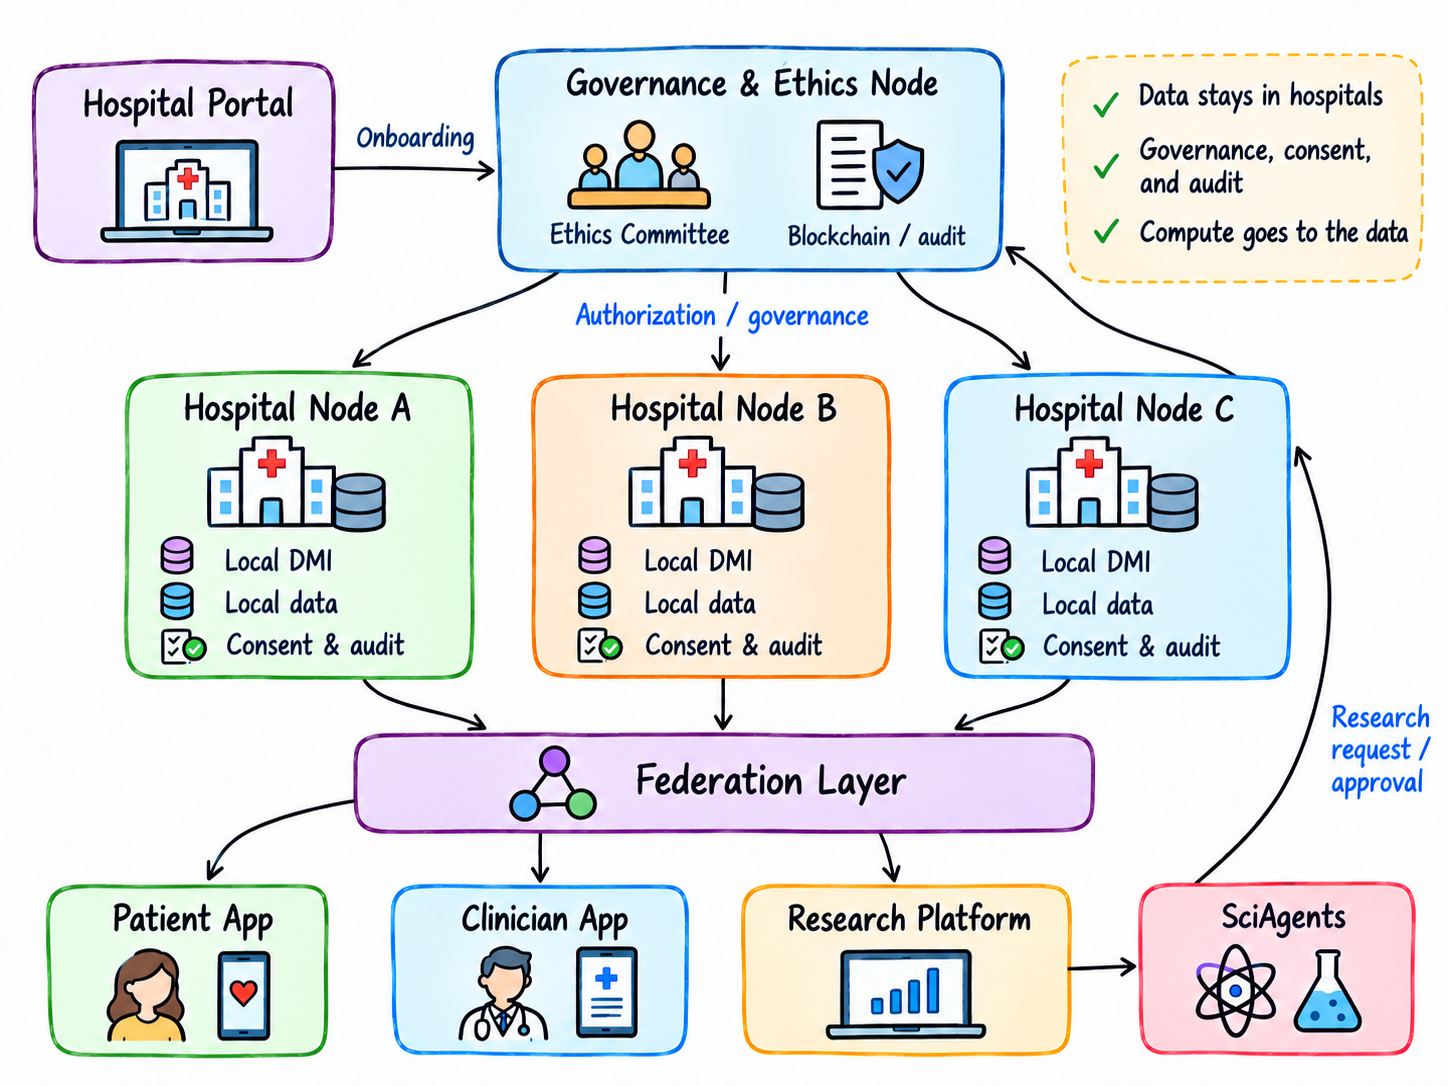 Hospital Portal
Onboarding
Governance & Ethics Node
Ethics Committee
Blockchain / audit
Data stays in hospitals
Governance, consent,
and audit
Compute goes to the data
Authorization / governance
Hospital Node A
Local DMI
Local data
Consent & audit
Hospital Node B
Local DMI
Local data
Consent & audit
Hospital Node C
Local DMI
Local data
Consent & audit
Research
request /
approval
Federation Layer
Patient App
Clinician App
Research Platform
SciAgents